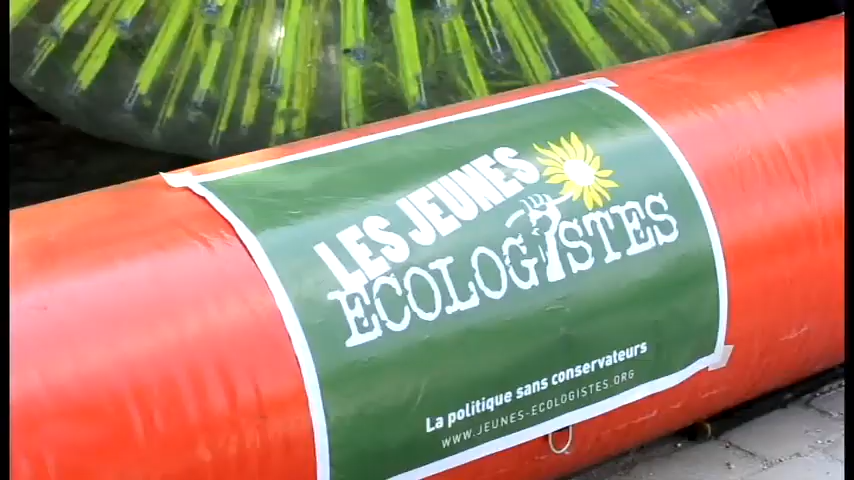 LES JEUNES
ECOLOGISTES
La politique sans conservateurs
WWW.JEUNES-ECOLOGISTES.ORG